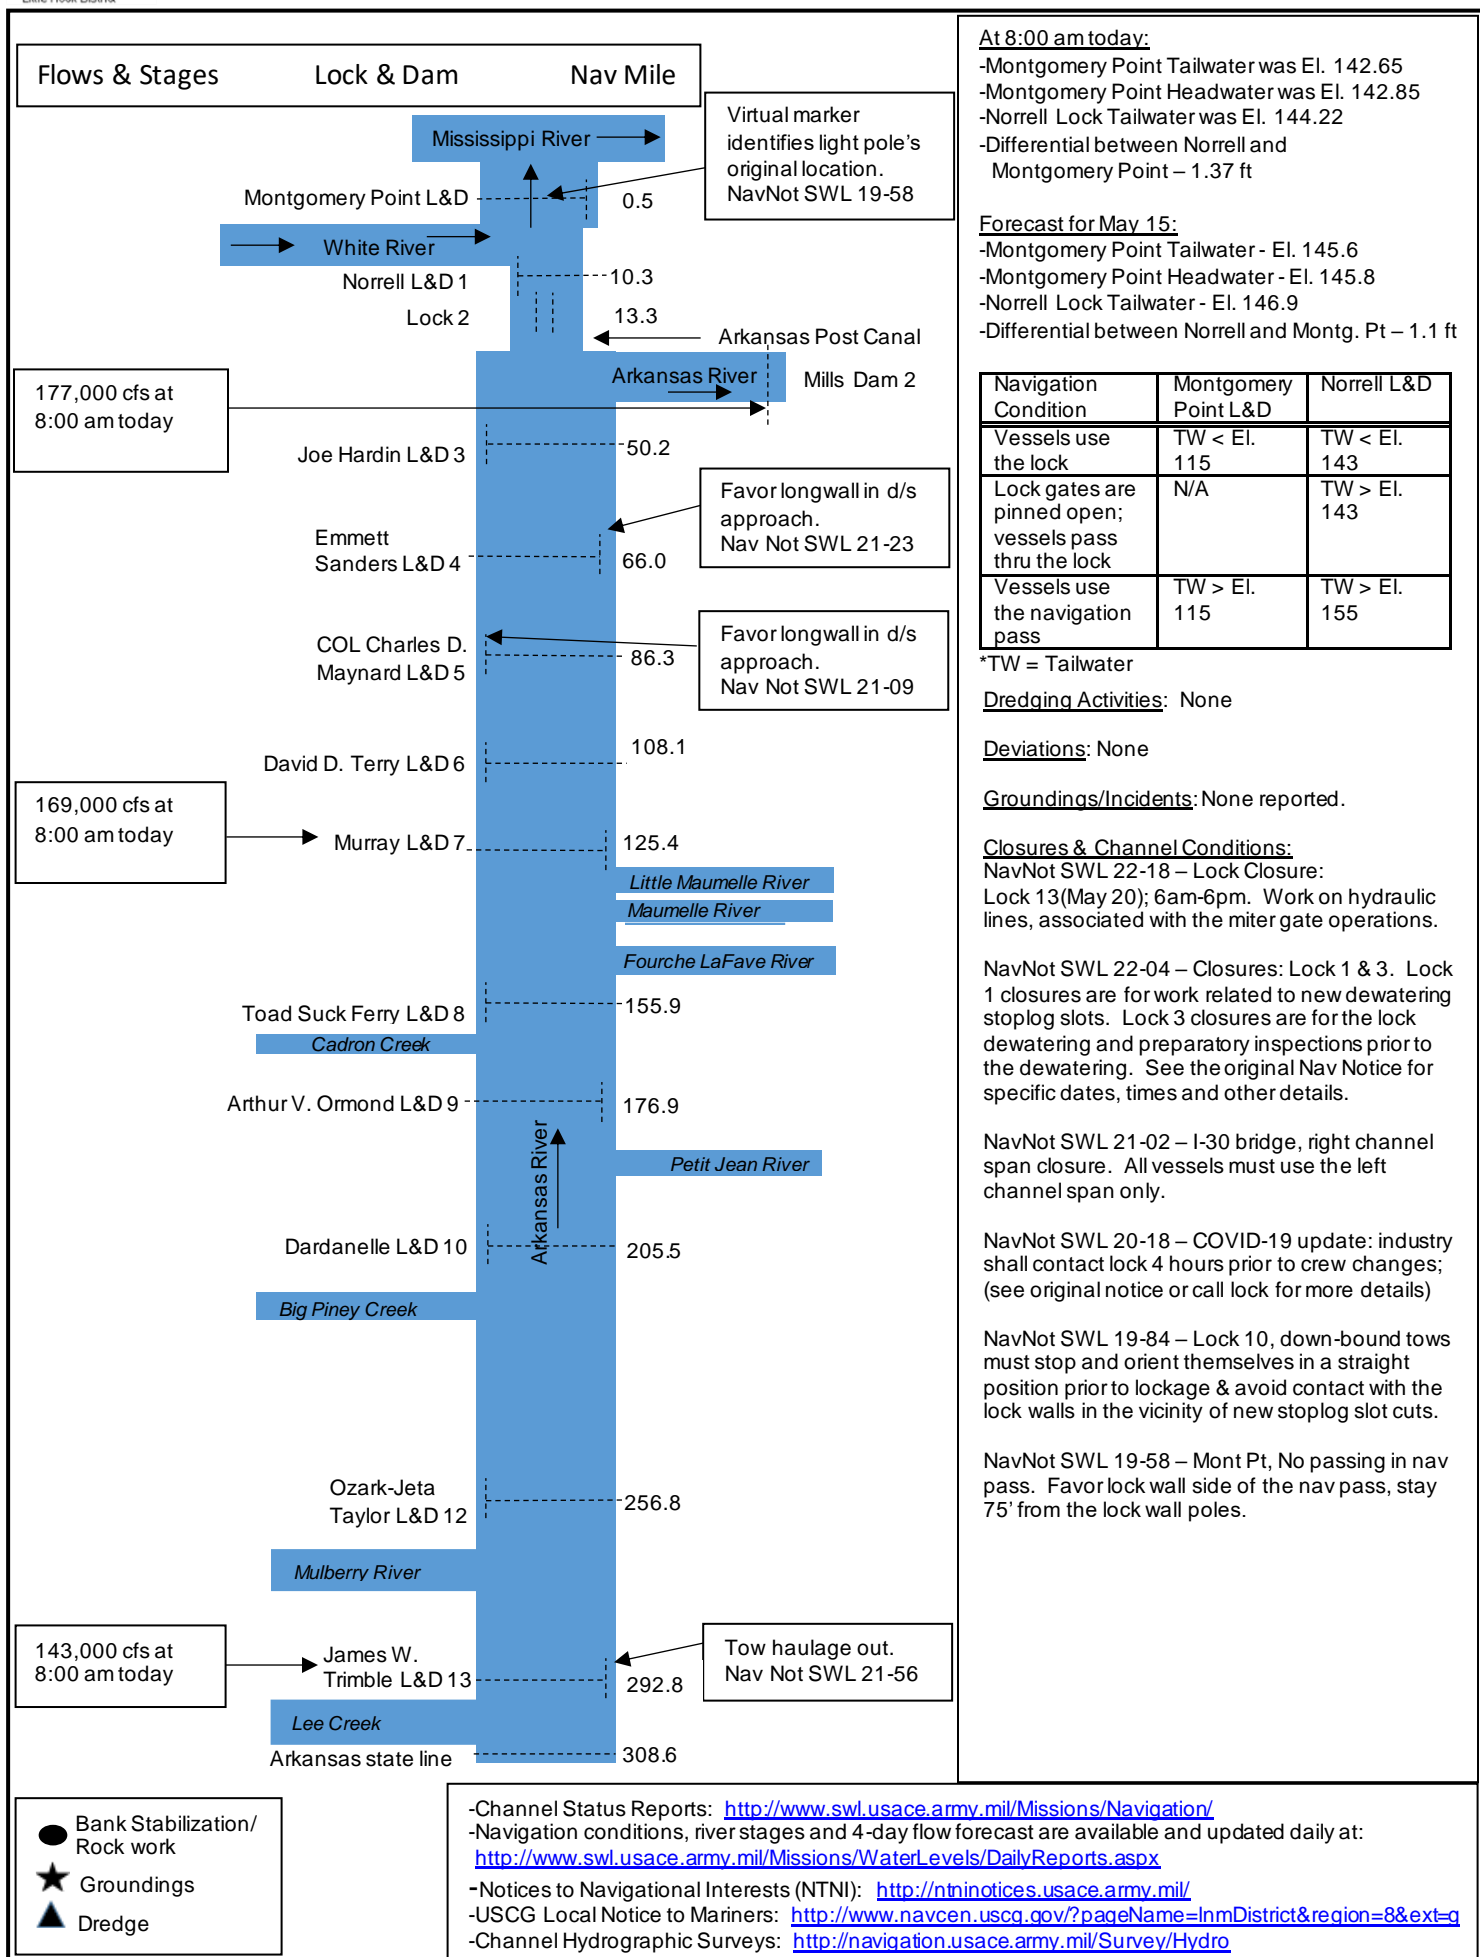 Little Rock District
Flows & Stages Lock & Dam Nav Mile
Mississippi River
Virtual marker
identifies light pole's
original location.
NavNot SWL 19-58
Montgomery Point L&D
0.5
White River
Norrell L&D 1
10.3
Lock 2
13.3
Arkansas Post Canal
177,000 cfs at
8:00 am today
Arkansas River
Mills Dam 2
Joe Hardin L&D 3
50.2
Favor longwall in d/s
approach.
Nav Not SWL 21-23
Emmett
Sanders L&D 4
66.0
Favor longwall in d/s
approach.
Nav Not SWL 21-09
COL Charles D.
Maynard L&D 5
86.3
David D. Terry L&D 6
108.1
169,000 cfs at
8:00 am today
Murray L&D 7
125.4
Little Maumelle River
Maumelle River
Fourche LaFave River
Toad Suck Ferry L&D 8
155.9
Cadron Creek
Arthur V. Ormond L&D 9
176.9
Arkansas River
Petit Jean River
Dardanelle L&D 10
205.5
Big Piney Creek
Ozark-Jeta
Taylor L&D 12
256.8
Mulberry River
143,000 cfs at
8:00 am today
James W.
Trimble L&D 13
292.8
Tow haulage out.
Nav Not SWL 21-56
Lee Creek
Arkansas state line
308.6
At 8:00 am today:
-Montgomery Point Tailwater was El. 142.65
-Montgomery Point Headwater was El. 142.85
-Norrell Lock Tailwater was El. 144.22
-Differential between Norrell and
Montgomery Point – 1.37 ft
Forecast for May 15:
-Montgomery Point Tailwater - El. 145.6
-Montgomery Point Headwater - El. 145.8
-Norrell Lock Tailwater - El. 146.9
-Differential between Norrell and Montg. Pt – 1.1 ft
Navigation Montgomery Norrell L&D
Condition Point L&D
Vessels use TW < El. TW < El.
the lock 115 143
Lock gates are N/A TW > El.
pinned open; 143
vessels pass
thru the lock
Vessels use TW > El. TW > El.
the navigation 115 155
pass
*TW = Tailwater
Dredging Activities: None
Deviations: None
Groundings/Incidents: None reported.
Closures & Channel Conditions:
NavNot SWL 22-18 – Lock Closure:
Lock 13(May 20); 6am-6pm. Work on hydraulic
lines, associated with the miter gate operations.
NavNot SWL 22-04 – Closures: Lock 1 & 3. Lock
1 closures are for work related to new dewatering
stoplog slots. Lock 3 closures are for the lock
dewatering and preparatory inspections prior to
the dewatering. See the original Nav Notice for
specific dates, times and other details.
NavNot SWL 21-02 – I-30 bridge, right channel
span closure. All vessels must use the left
channel span only.
NavNot SWL 20-18 – COVID-19 update: industry
shall contact lock 4 hours prior to crew changes;
(see original notice or call lock for more details)
NavNot SWL 19-84 – Lock 10, down-bound tows
must stop and orient themselves in a straight
position prior to lockage & avoid contact with the
lock walls in the vicinity of new stoplog slot cuts.
NavNot SWL 19-58 – Mont Pt, No passing in nav
pass. Favor lock wall side of the nav pass, stay
75' from the lock wall poles.
Bank Stabilization/
Rock work
Groundings
Dredge
-Channel Status Reports: http://www.swl.usace.army.mil/Missions/Navigation/
-Navigation conditions, river stages and 4-day flow forecast are available and updated daily at:
http://www.swl.usace.army.mil/Missions/WaterLevels/DailyReports.aspx
-Notices to Navigational Interests (NTNI): http://ntninotices.usace.army.mil/
-USCG Local Notice to Mariners: http://www.navcen.uscg.gov/?pageName=lnmDistrict&region=8&ext=g
-Channel Hydrographic Surveys: http://navigation.usace.army.mil/Survey/Hydro